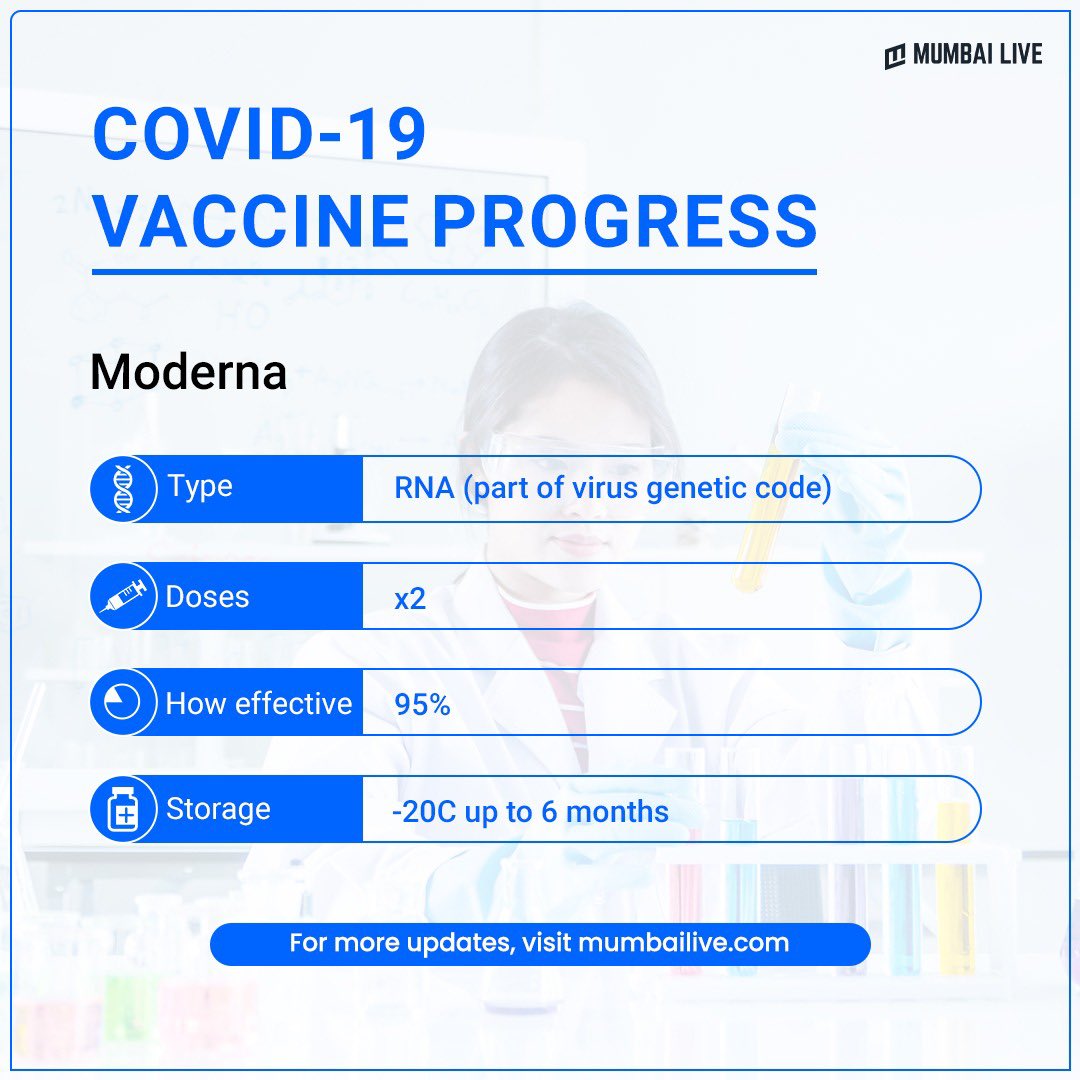 MUMBAI LIVE
COVID-19
VACCINE PROGRESS
Moderna
Type
RNA (part of virus genetic code)
Doses
x2
How effective
95%
Storage
-20C up to 6 months
For more updates, visit mumbailive.com